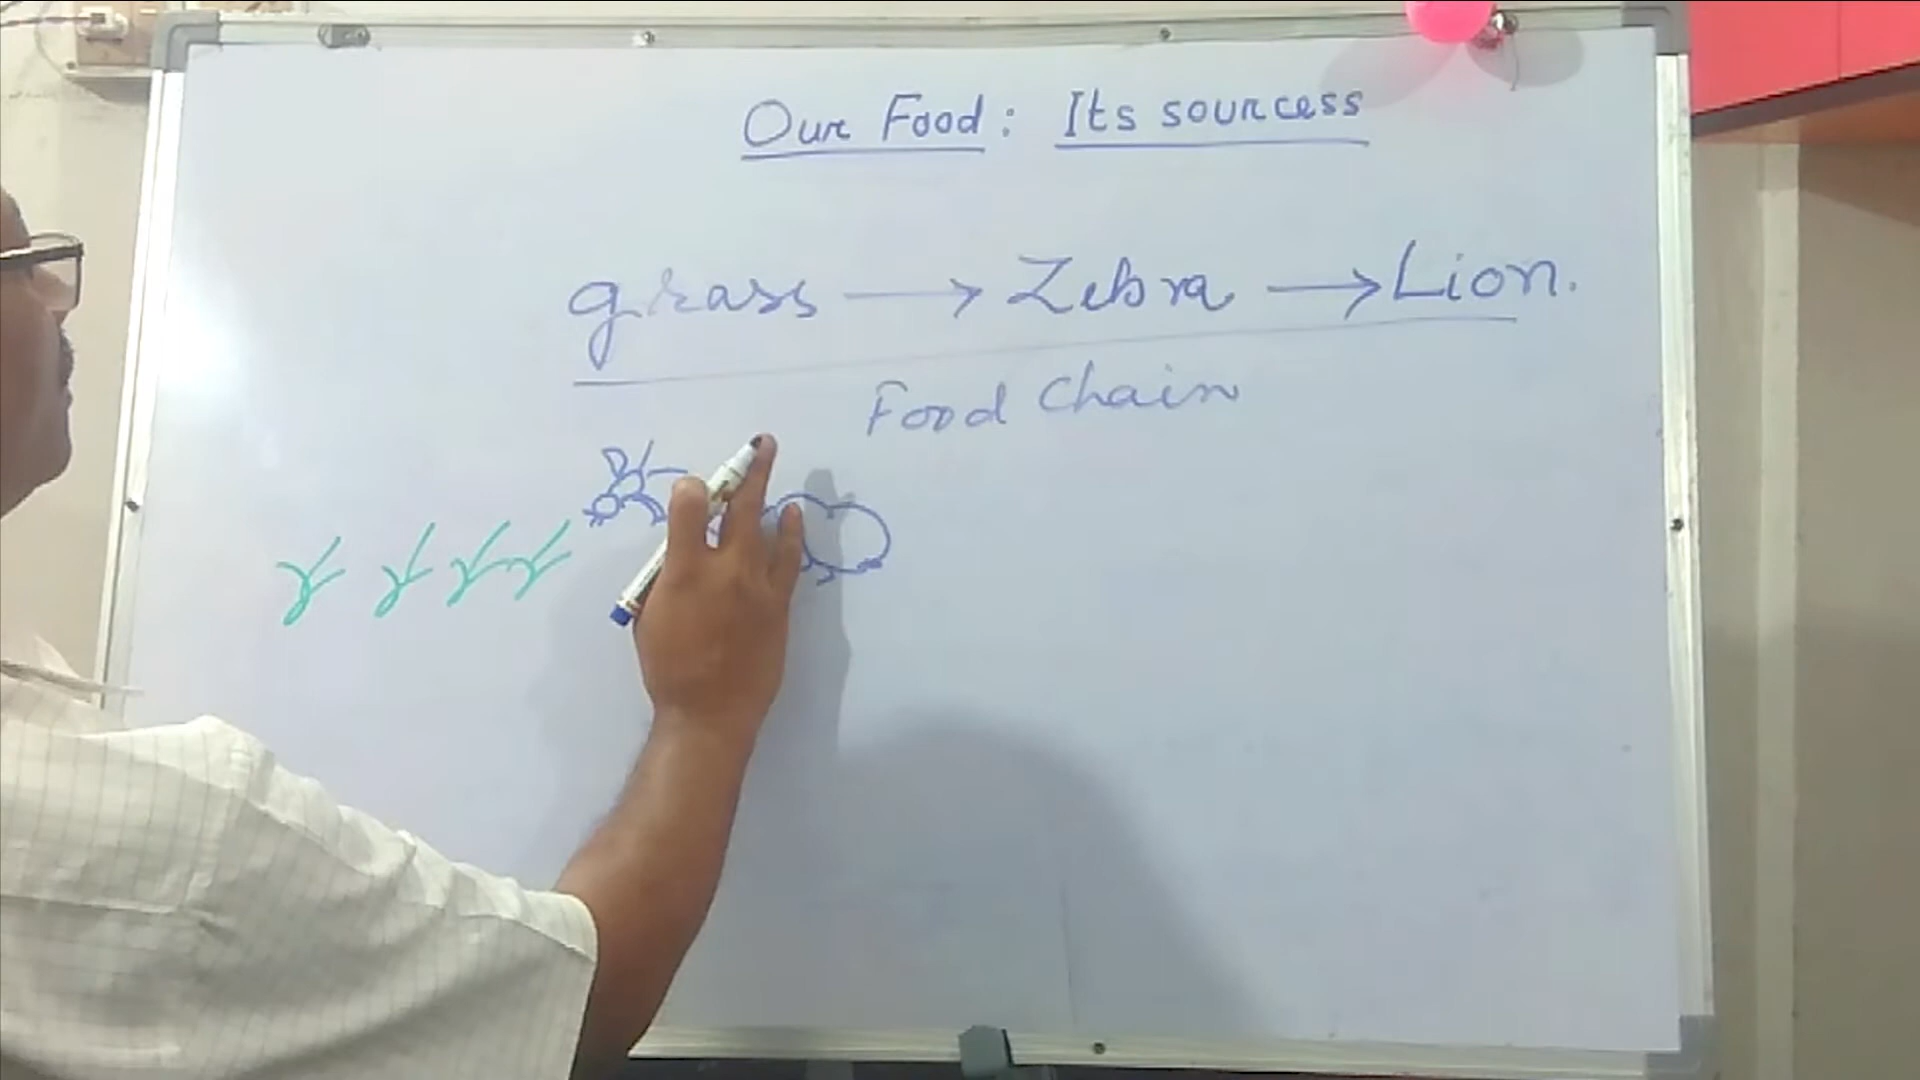 Our Food: Its sourcess
grass → Zebra → Lion.
Food Chain